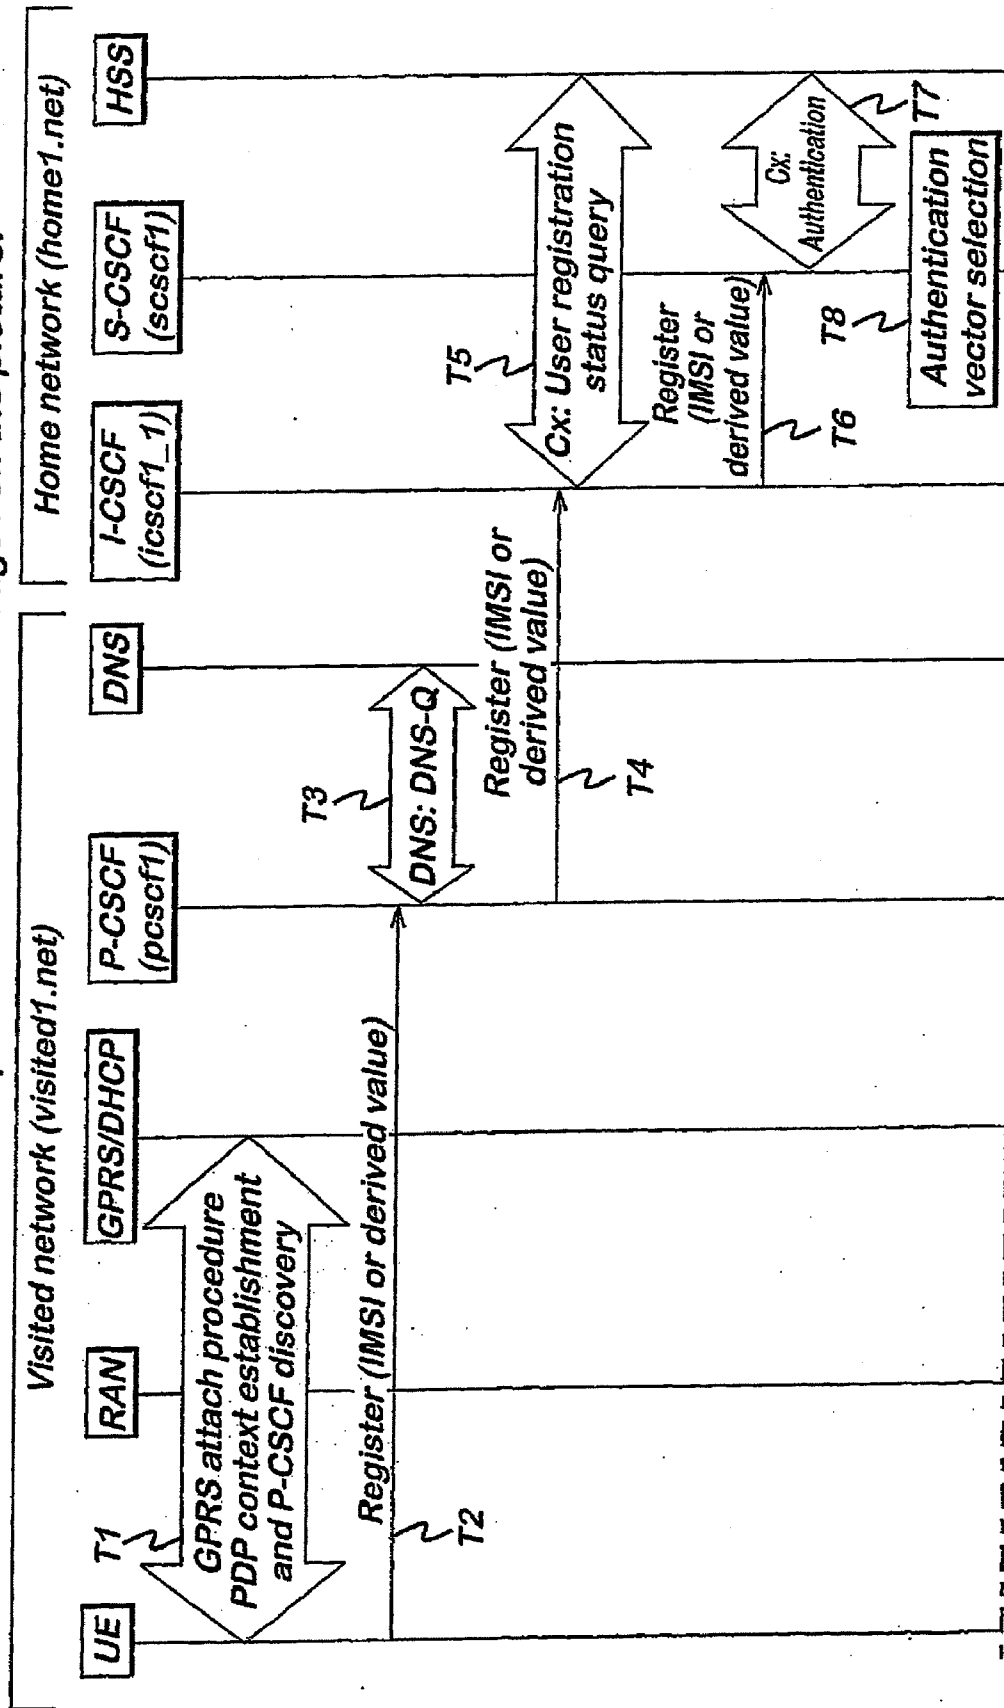 Visited network (visited1.net)
Home network (home1.net)
UE
RAN
GPRS/DHCP
P-CSCF
(pcscf1)
DNS
I-CSCF
(icscf1_1)
S-CSCF
(scscf1)
HSS
T1
GPRS attach procedure
PDP context establishment
and P-CSCF discovery
Register (IMSI or derived value)
T2
T3
DNS: DNS-Q
Register (IMSI or
derived value)
T4
T5
Cx: User registration
status query
Register
(IMSI or
derived value)
T6
Cx:
Authentication
T7
T8
Authentication
vector selection